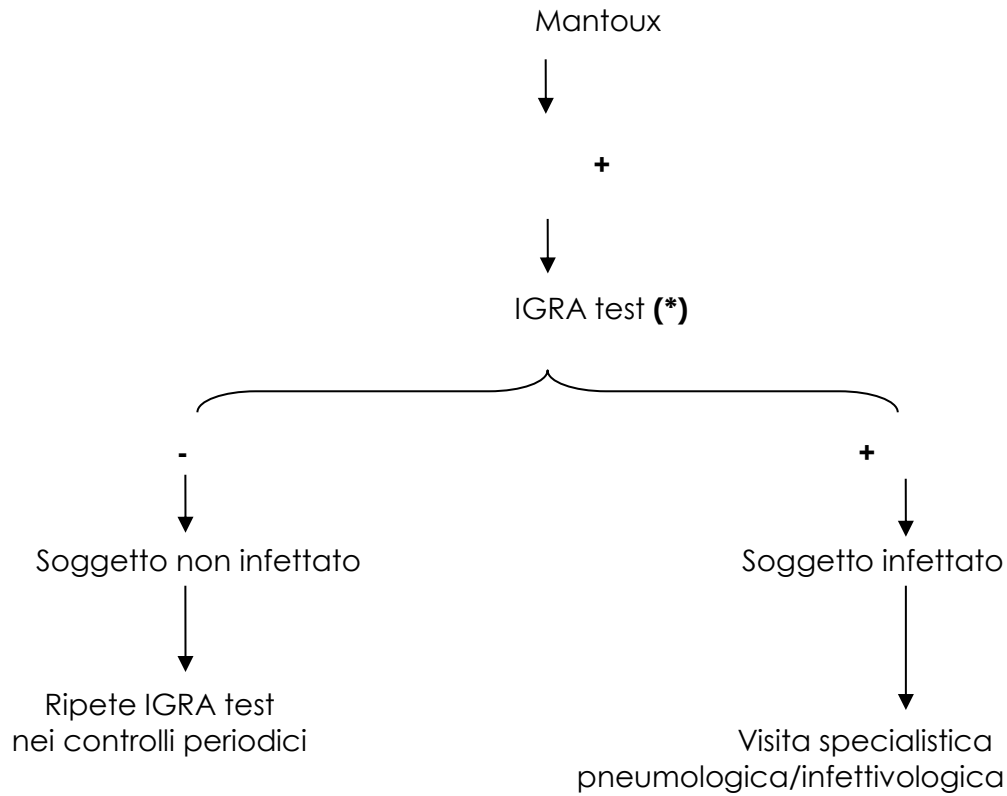 Mantoux
+
IGRA test (*)
-
+
Soggetto non infettato
Soggetto infettato
Ripete IGRA test
nei controlli periodici
Visita specialistica
pneumologica/infettivologica